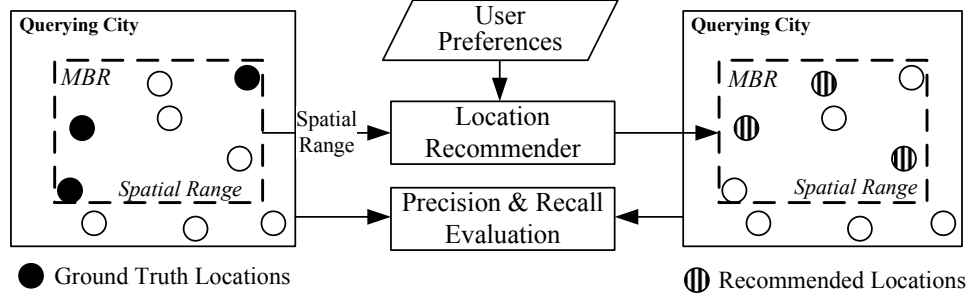 Querying City
MBR
Spatial Range
User
Preferences
Spatial
Range
Location
Recommender
Precision & Recall
Evaluation
Querying City
MBR
Spatial Range
Ground Truth Locations
Recommended Locations